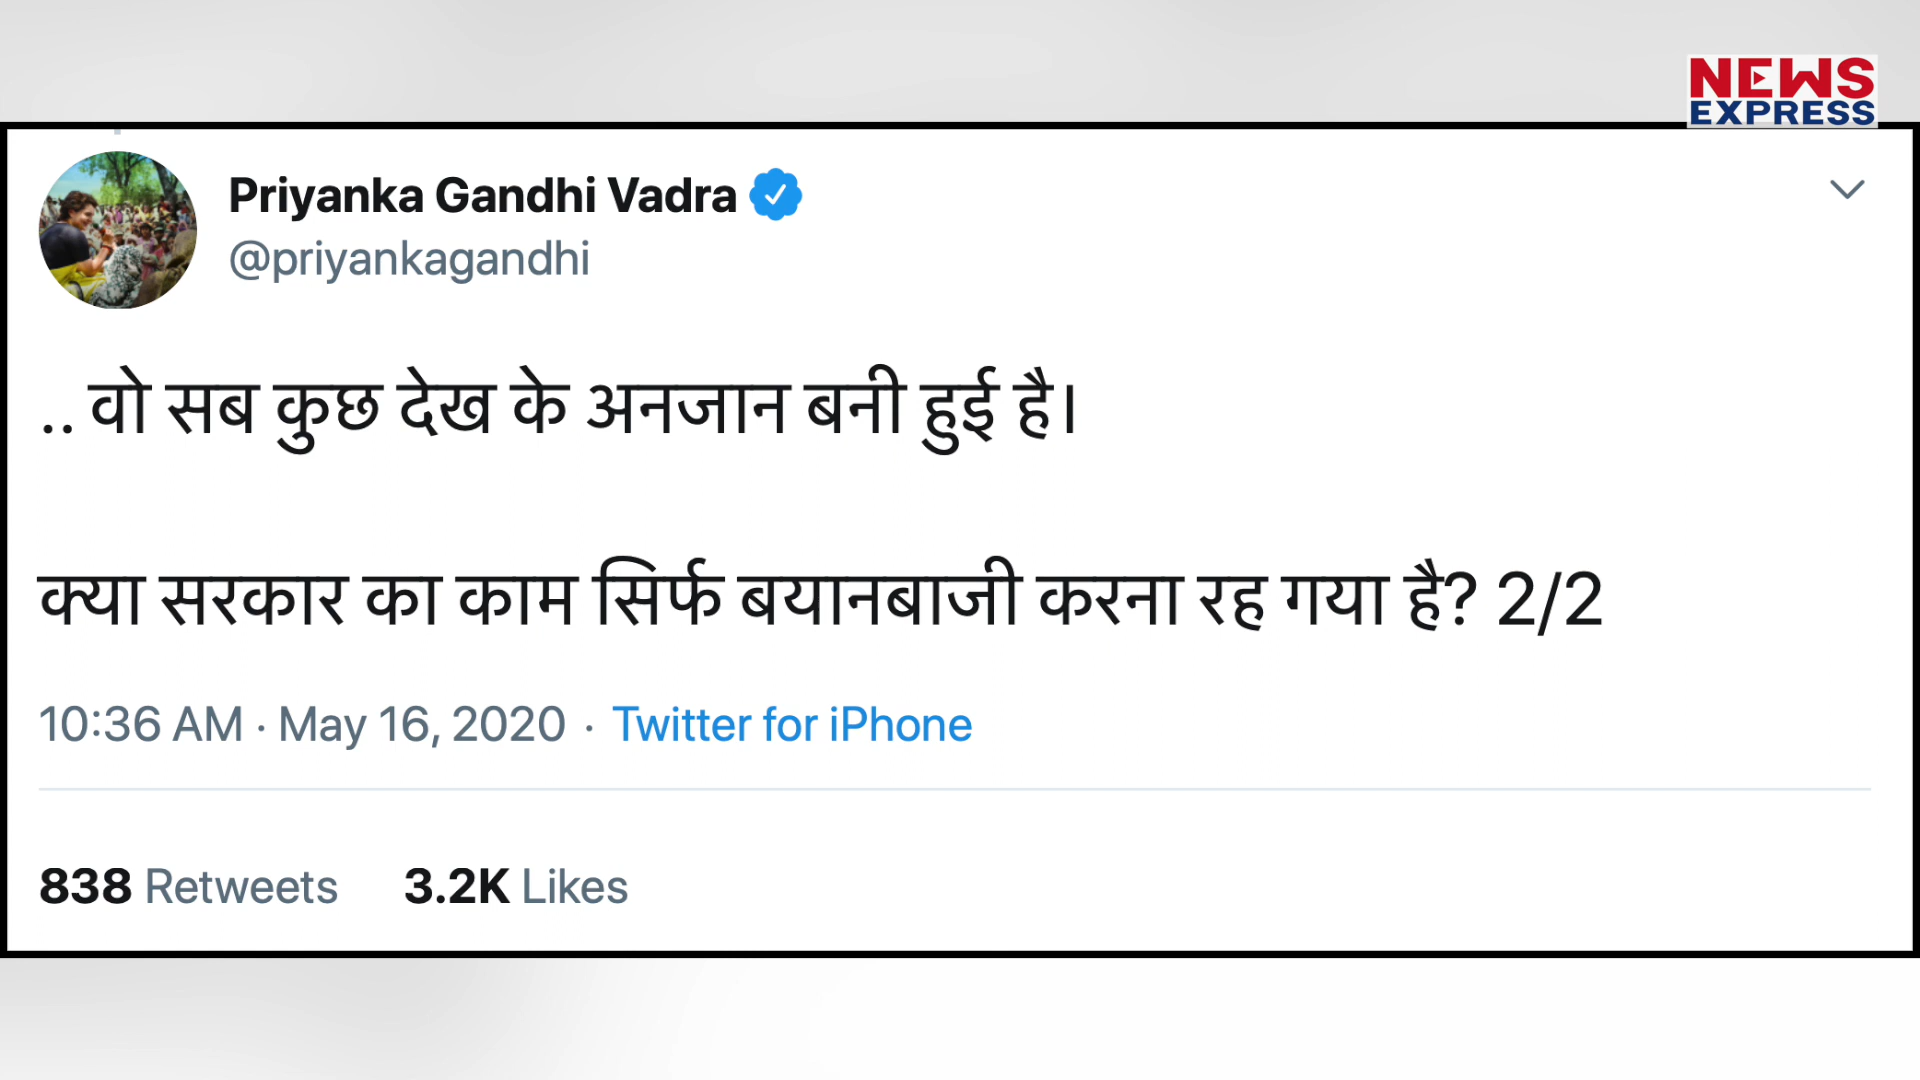 NEWS
EXPRESS
Priyanka Gandhi Vadra
@priyankagandhi
.. वो सब कुछ देख के अनजान बनी हुई है।
क्या सरकार का काम सिर्फ बयानबाजी करना रह गया है? 2/2
10:36 AM · May 16, 2020 · Twitter for iPhone
838 Retweets 3.2K Likes